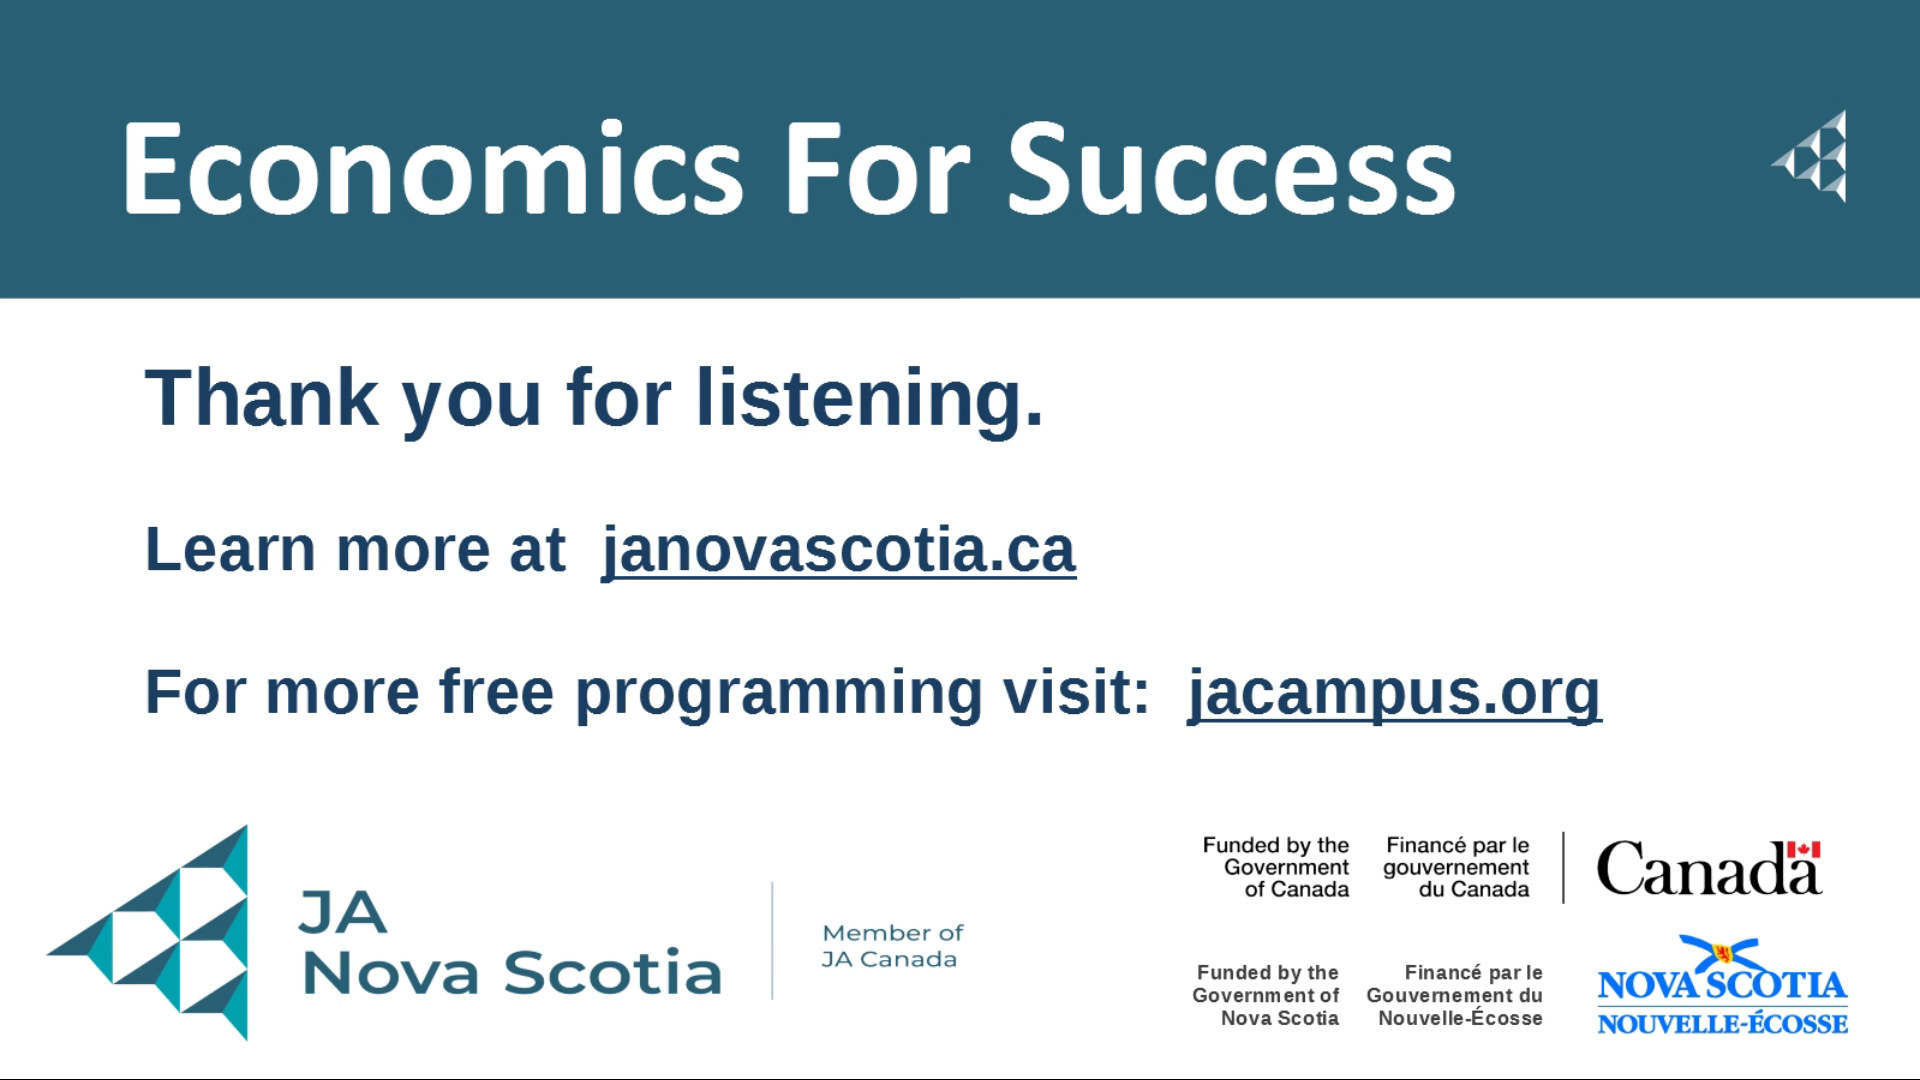 Economics For Success
Thank you for listening.
Learn more at janovascotia.ca
For more free programming visit: jacampus.org
JA
Nova Scotia
Member of
JA Canada
Funded by the
Government
of Canada
Financé par le
gouvernement
du Canada
Canada
Funded by the
Government of
Nova Scotia
Financé par le
Gouvernement du
Nouvelle-Écosse
NOVA SCOTIA
NOUVELLE-ÉCOSSE